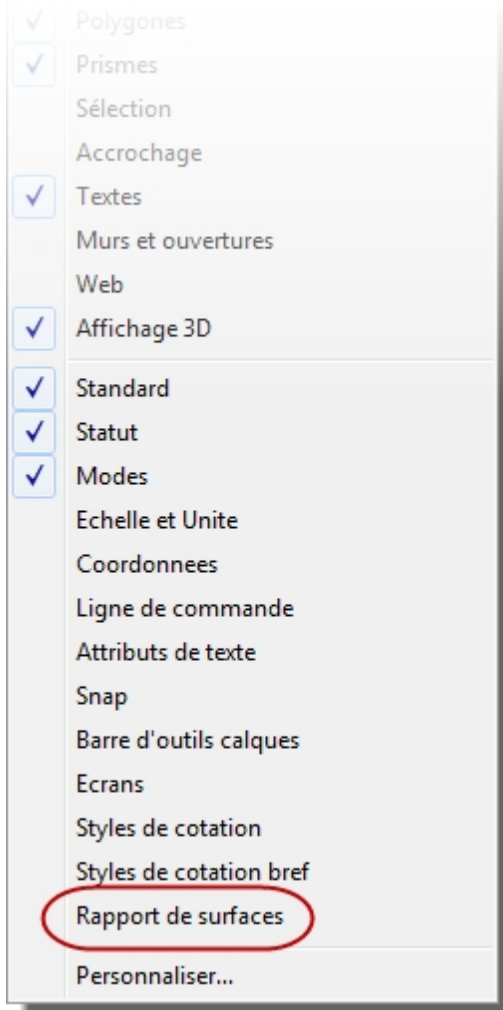 Polygones
Prismes
Sélection
Accrochage
Textes
Murs et ouvertures
Web
Affichage 3D
Standard
Statut
Modes
Echelle et Unite
Coordonnees
Ligne de commande
Attributs de texte
Snap
Barre d'outils calques
Ecrans
Styles de cotation
Styles de cotation bref
Rapport de surfaces
Personnaliser...